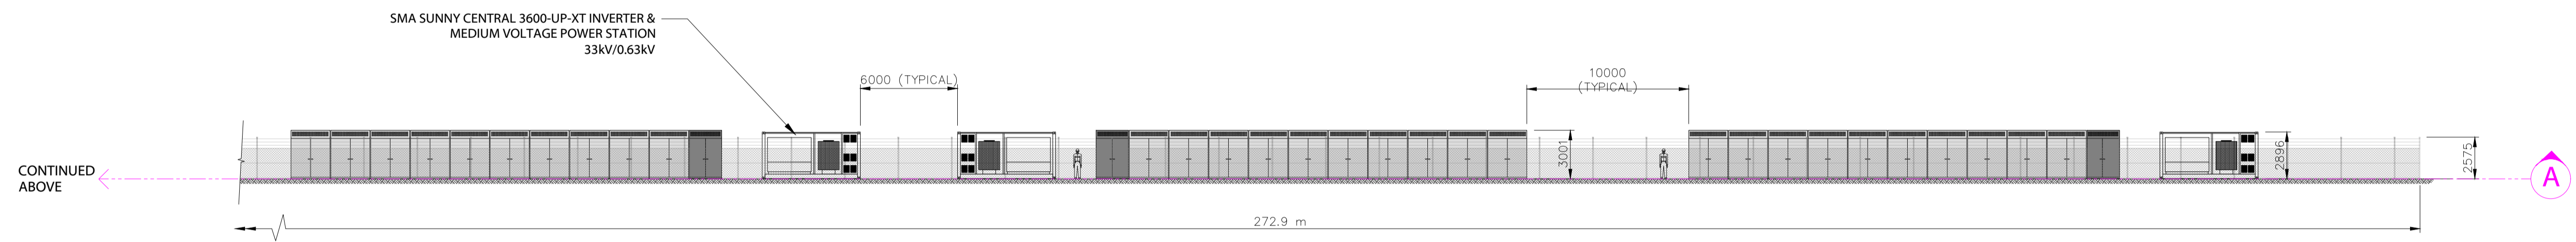 SMA SUNNY CENTRAL 3600-UP-XT INVERTER &
MEDIUM VOLTAGE POWER STATION
33kV/0.63kV
6000 (TYPICAL)
10000
(TYPICAL)
3001
2896
2575
CONTINUED
ABOVE
A
272.9 m